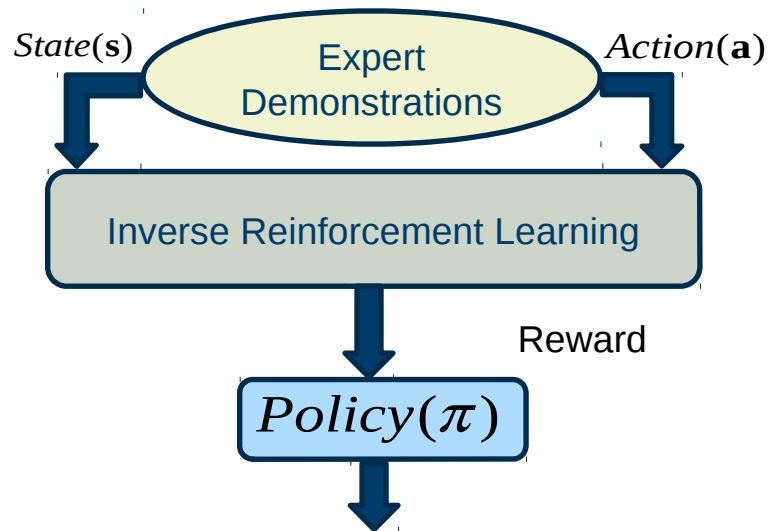 State(s)
Expert
Demonstrations
Action(a)
Inverse Reinforcement Learning
Reward
Policy(π)